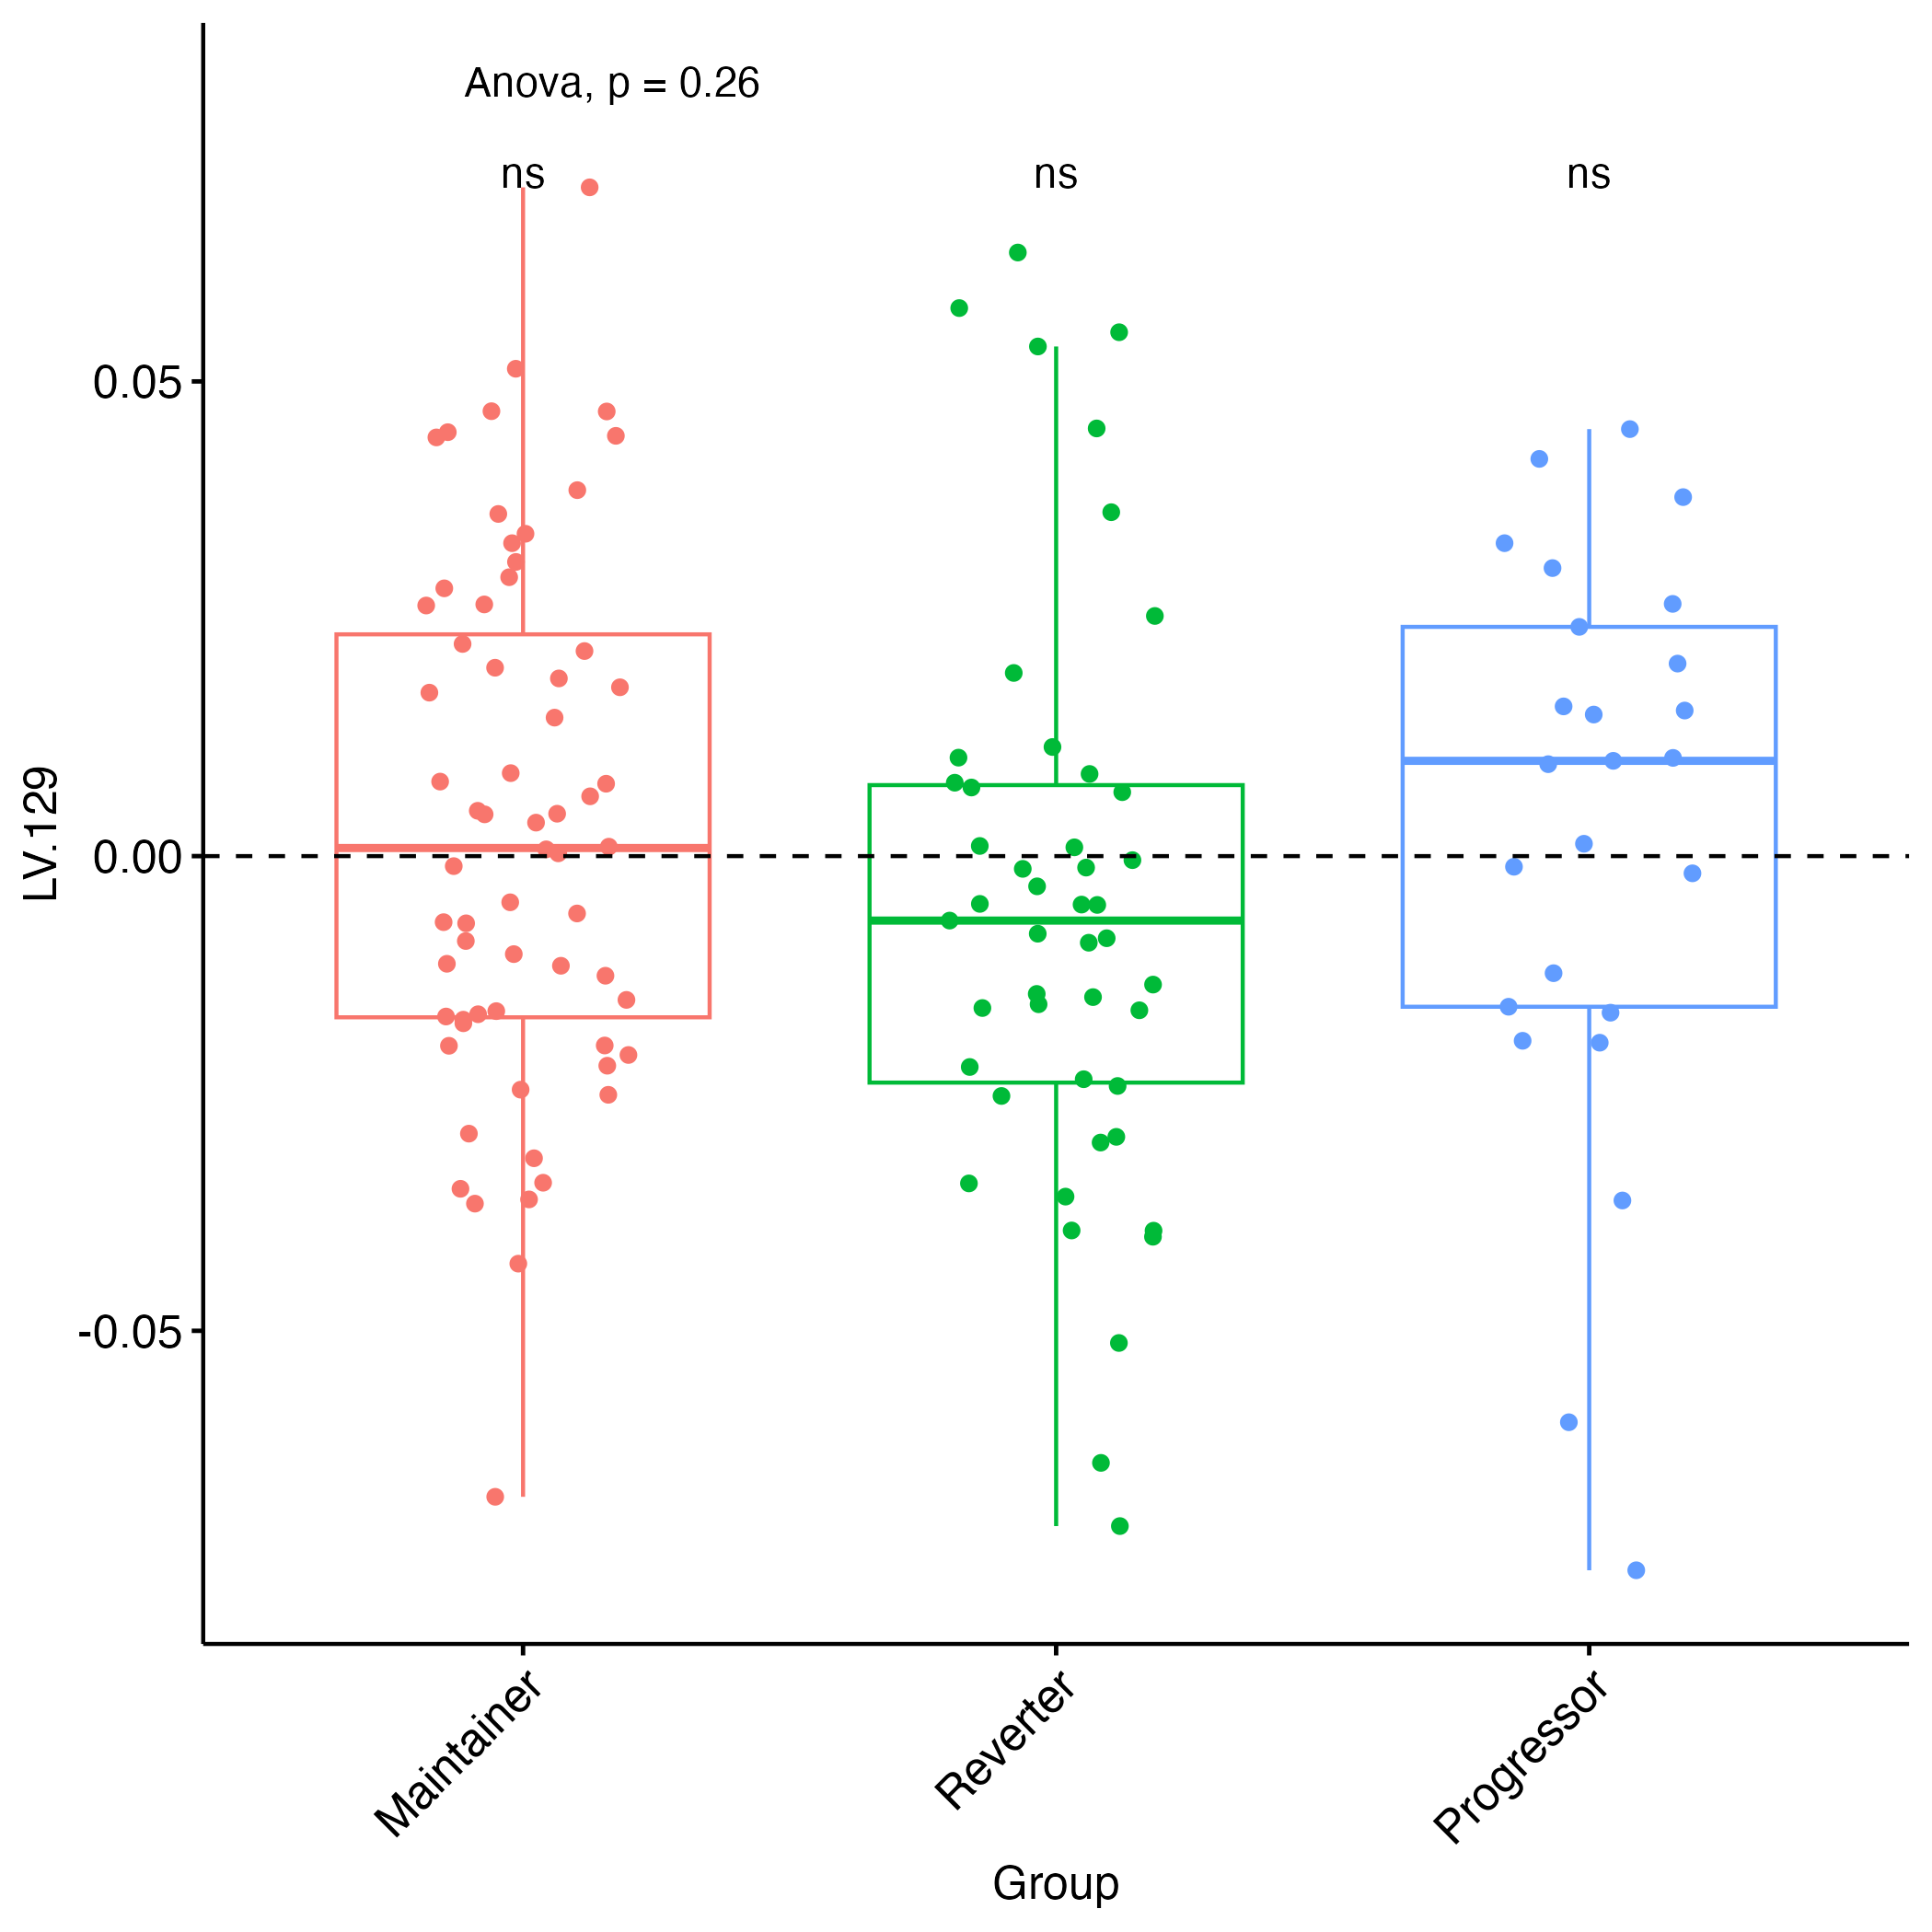 Anova, p = 0.26
ns ns ns
0.05
0.00
-0.05
LV.129
Maintainer Reverter Progressor
Group